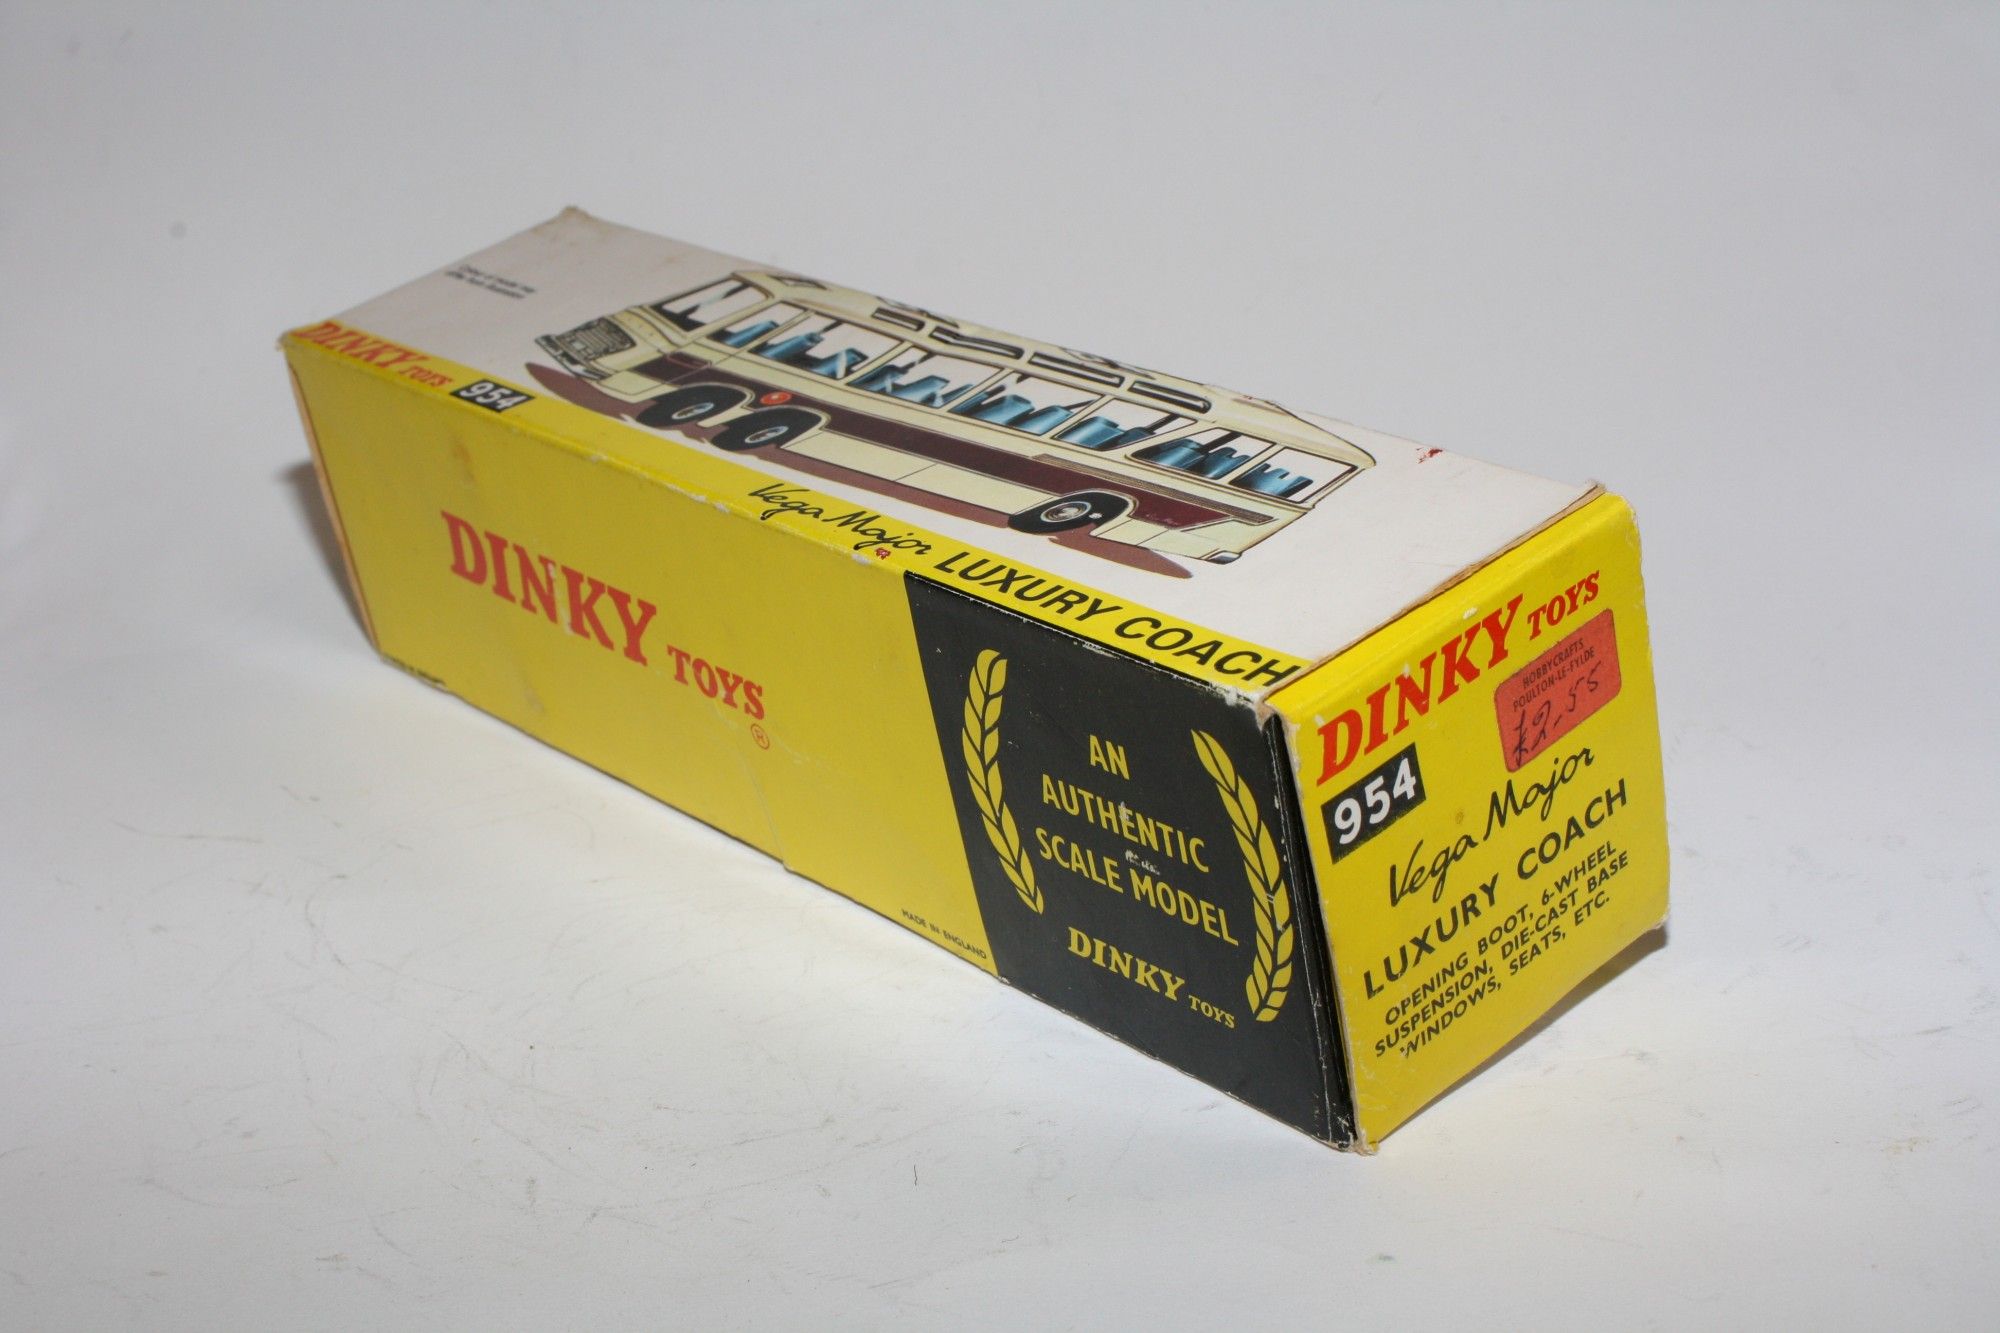 DINKY TOYS 954 Vega Major LUXURY COACH
DINKY TOYS ®
MADE IN ENGLAND
AN
AUTHENTIC
SCALE MODEL
DINKY TOYS
DINKY TOYS
HOBBYCRAFTS
POULTON-LE-FYLDE
£2.55
954
Vega Major
LUXURY COACH
OPENING BOOT, 6-WHEEL
SUSPENSION, DIE-CAST BASE
WINDOWS, SEATS, ETC.